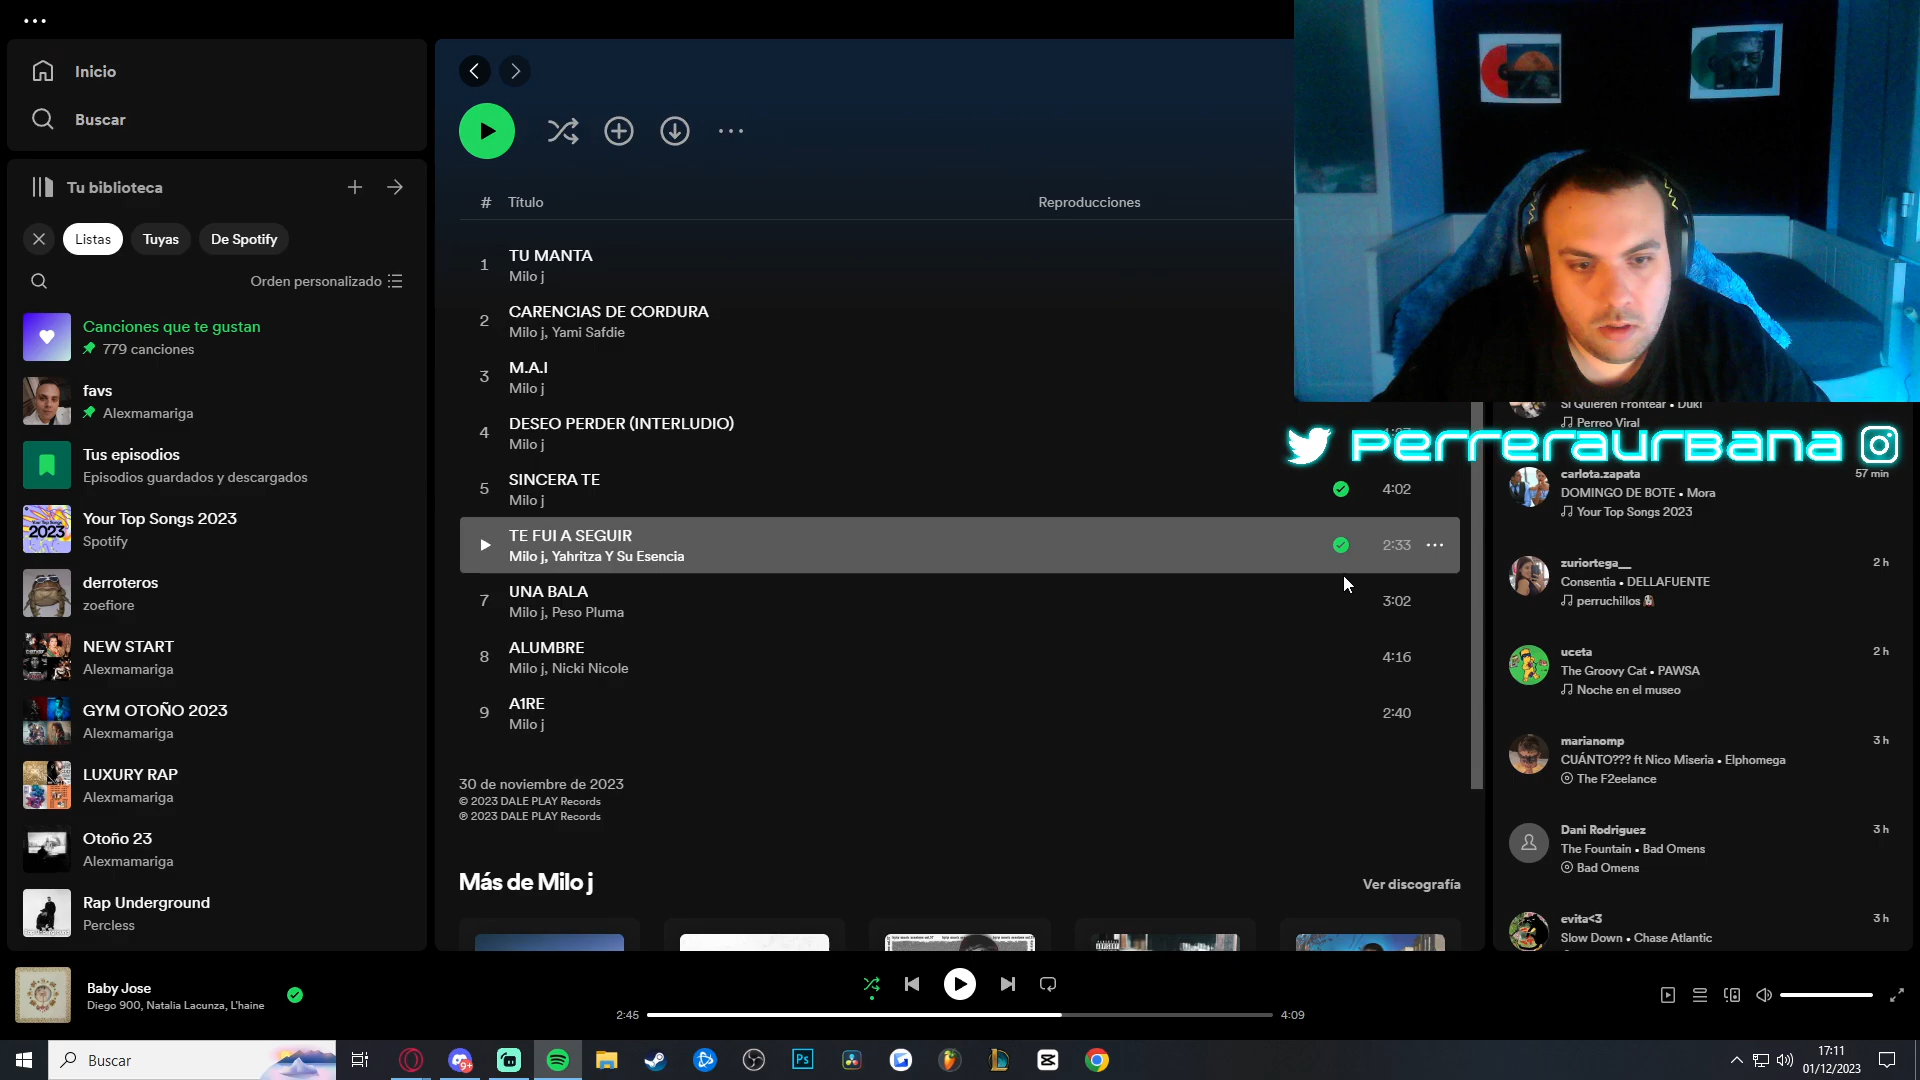 Inicio
Buscar
Tu biblioteca
Listas
Tuyas
De Spotify
Orden personalizado
Canciones que te gustan
779 canciones
favs
Alexmamariga
Tus episodios
Episodios guardados y descargados
2023
Your Top Songs 2023
Spotify
derroteros
zoefiore
NEW START
Alexmamariga
GYM OTOÑO 2023
Alexmamariga
LUXURY RAP
Alexmamariga
Otoño 23
Alexmamariga
Rap Underground
Percless
# Título Reproducciones
1 TU MANTA
Milo j
2 CARENCIAS DE CORDURA
Milo j, Yami Safdie
3 M.A.I
Milo j
4 DESEO PERDER (INTERLUDIO)
Milo j
5 SINCERA TE 4:02
Milo j
TE FUI A SEGUIR 2:33
Milo j, Yahritza Y Su Esencia
7 UNA BALA 3:02
Milo j, Peso Pluma
8 ALUMBRE 4:16
Milo j, Nicki Nicole
9 A1RE 2:40
Milo j
30 de noviembre de 2023
© 2023 DALE PLAY Records
℗ 2023 DALE PLAY Records
Más de Milo j
Ver discografía
Si Quieren Frontear • Duki
Perreo Viral
perreraurbana
carlota.zapata 57 min
DOMINGO DE BOTE • Mora
Your Top Songs 2023
zuriortega__ 2 h
Consentia • DELLAFUENTE
perruchillos
uceta 2 h
The Groovy Cat • PAWSA
Noche en el museo
marianomp 3 h
CUÁNTO??? ft Nico Miseria • Elphomega
The F2eelance
Dani Rodriguez 3 h
The Fountain • Bad Omens
Bad Omens
evita<3 3 h
Slow Down • Chase Atlantic
Baby Jose
Diego 900, Natalia Lacunza, L'haine
2:45
4:09
Buscar
9+
Ps
17:11
01/12/2023